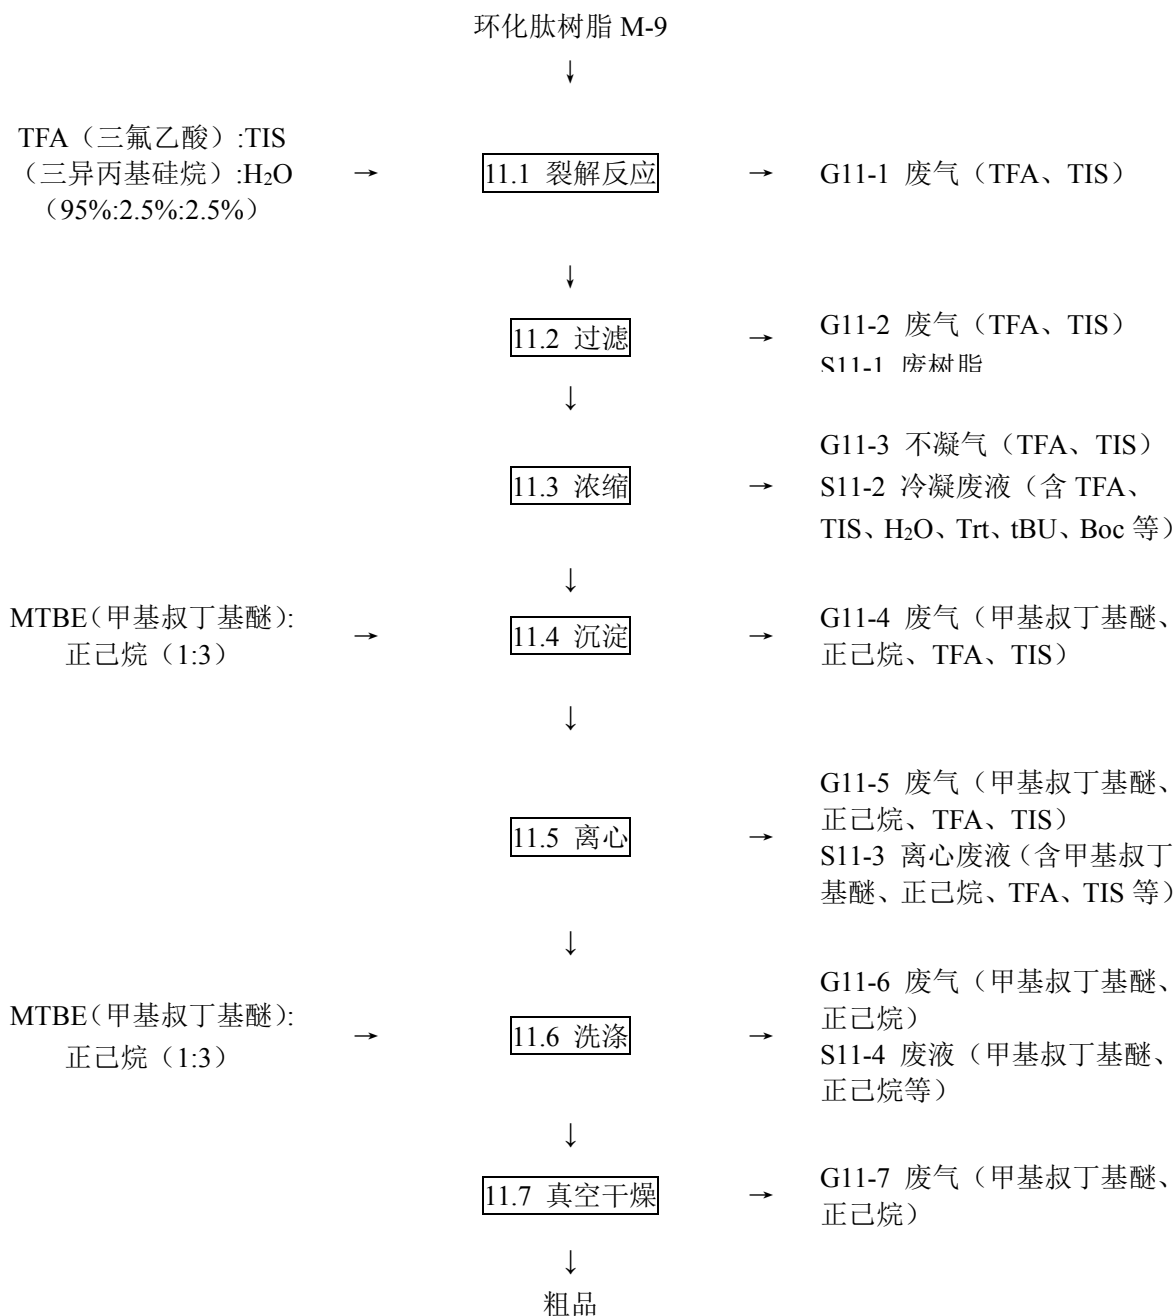 环化肽树脂 M-9
↓
TFA（三氟乙酸）:TIS
（三异丙基硅烷）:H₂O
（95%:2.5%:2.5%）
→
11.1 裂解反应
→
G11-1 废气（TFA、TIS）
↓
11.2 过滤
→
G11-2 废气（TFA、TIS）
S11-1 废树脂
↓
11.3 浓缩
→
G11-3 不凝气（TFA、TIS）
S11-2 冷凝废液（含 TFA、
TIS、H₂O、Trt、tBU、Boc 等）
↓
MTBE（甲基叔丁基醚）:
正己烷（1:3）
→
11.4 沉淀
→
G11-4 废气（甲基叔丁基醚、
正己烷、TFA、TIS）
↓
11.5 离心
→
G11-5 废气（甲基叔丁基醚、
正己烷、TFA、TIS）
S11-3 离心废液（含甲基叔丁
基醚、正己烷、TFA、TIS 等）
↓
MTBE（甲基叔丁基醚）:
正己烷（1:3）
→
11.6 洗涤
→
G11-6 废气（甲基叔丁基醚、
正己烷）
S11-4 废液（甲基叔丁基醚、
正己烷等）
↓
11.7 真空干燥
→
G11-7 废气（甲基叔丁基醚、
正己烷）
↓
粗品